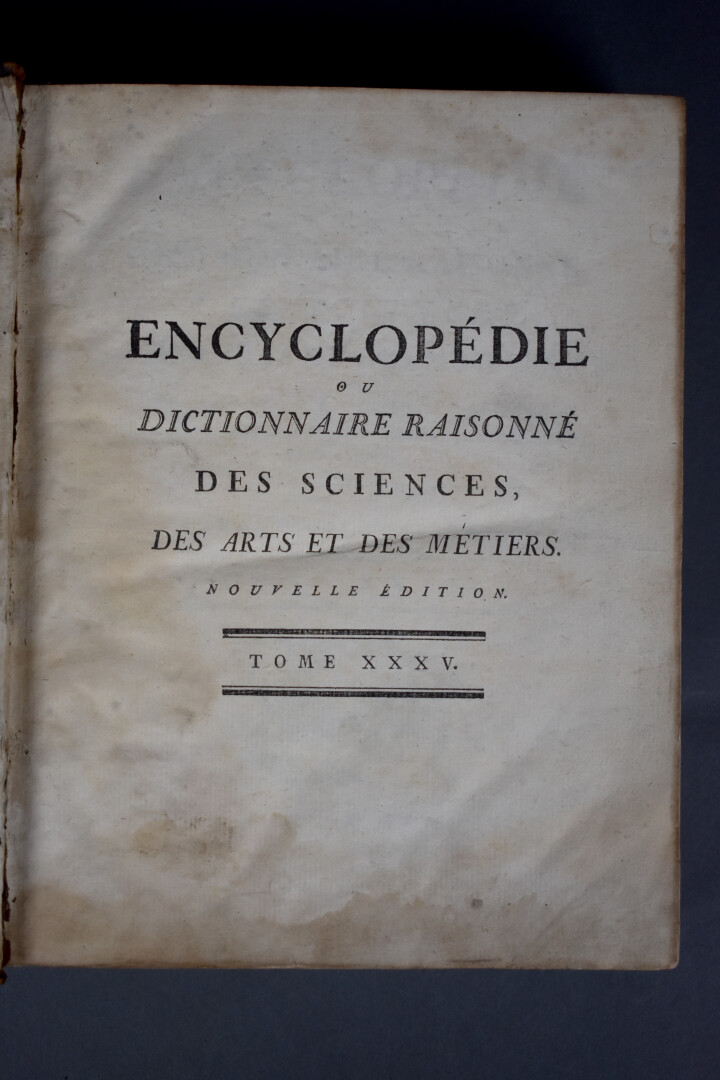 ENCYCLOPÉDIE
OU
DICTIONNAIRE RAISONNÉ
DES SCIENCES,
DES ARTS ET DES MÉTIERS.
NOUVELLE ÉDITION.
TOME XXXV.